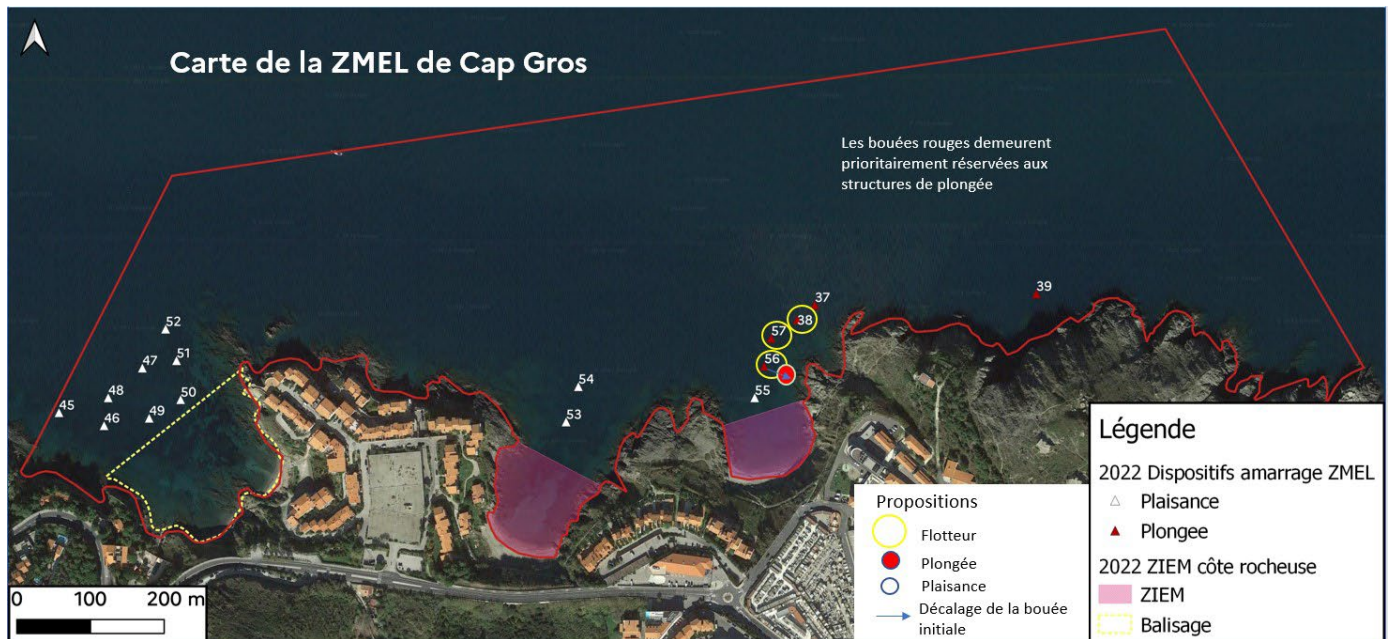 Carte de la ZMEL de Cap Gros
Les bouées rouges demeurent
prioritairement réservées aux
structures de plongée
39
37
38
57
52
56
51
47
54
55
48
50
45
46
49
53
Propositions
Flotteur
Plongée
Plaisance
Décalage de la bouée
initiale
Légende
2022 Dispositifs amarrage ZMEL
Plaisance
Plongee
2022 ZIEM côte rocheuse
ZIEM
Balisage
0 100 200 m